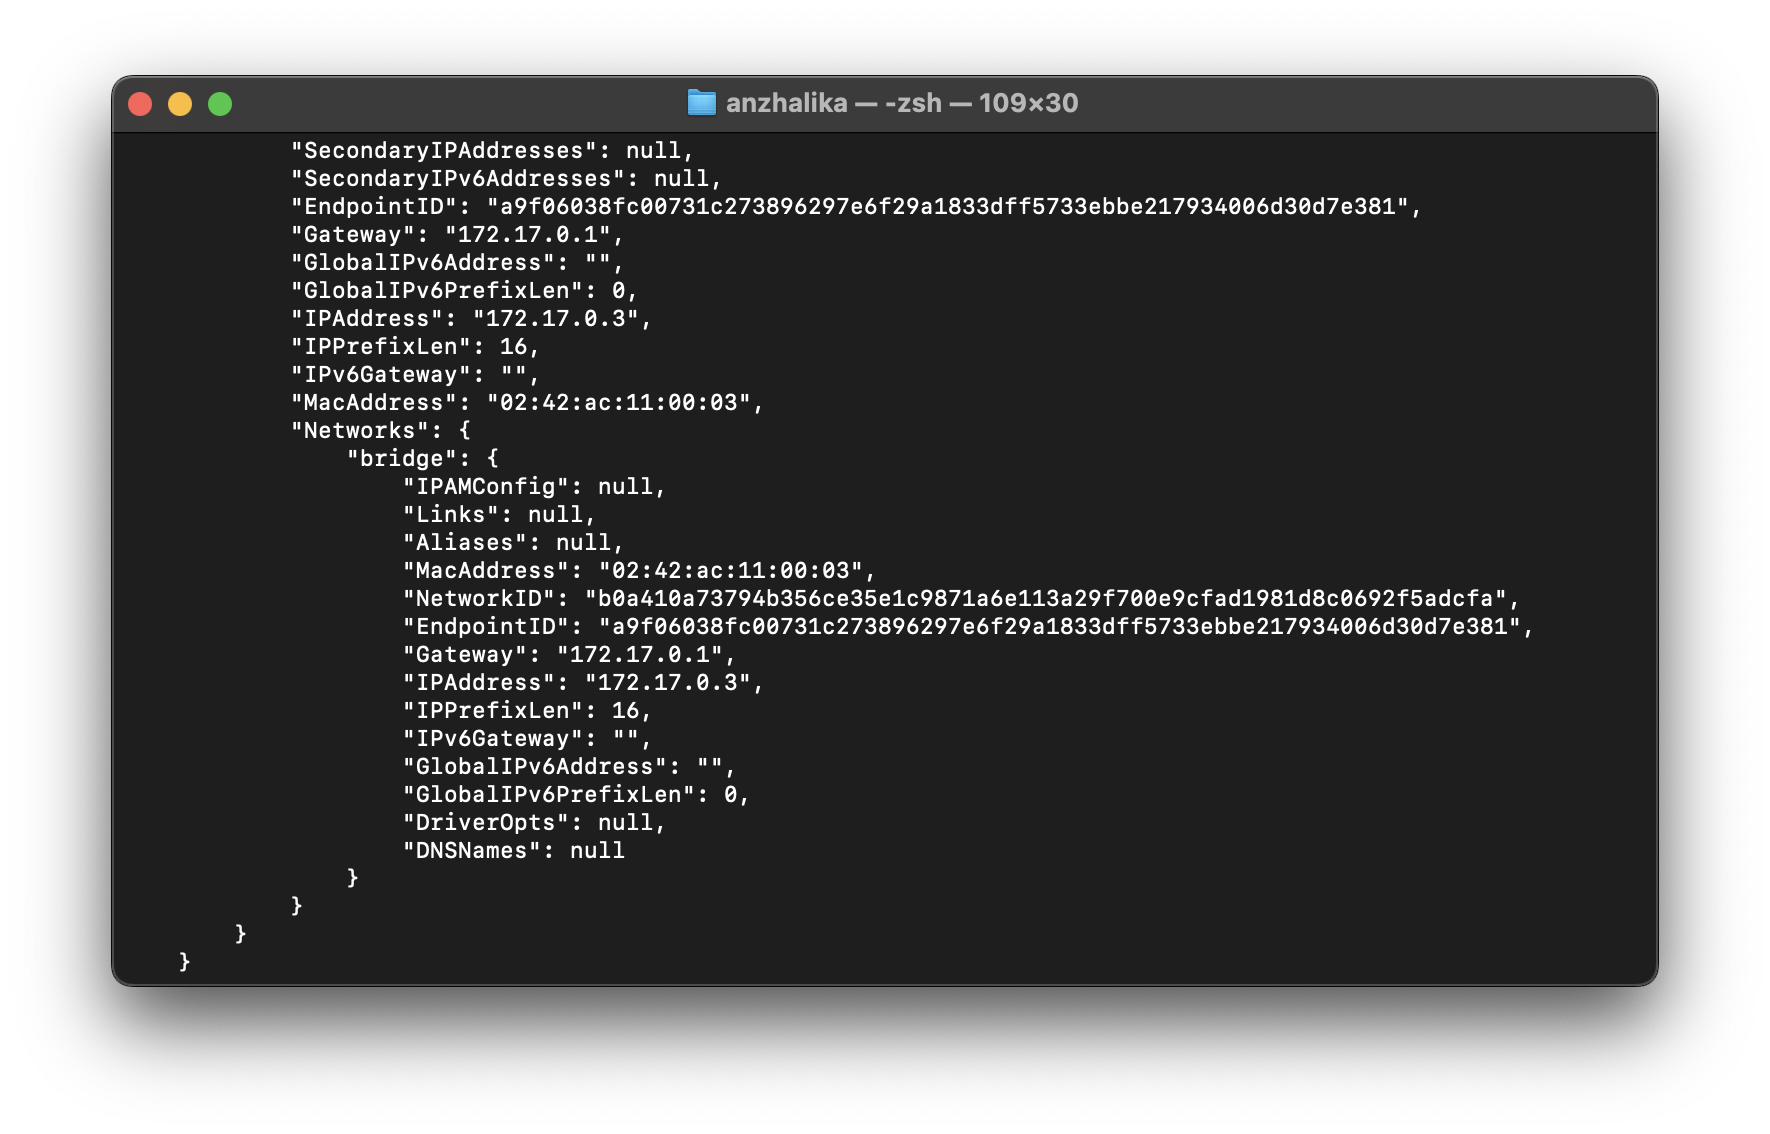 anzhalika — -zsh — 109×30
"SecondaryIPAddresses": null,
"SecondaryIPv6Addresses": null,
"EndpointID": "a9f06038fc00731c273896297e6f29a1833dff5733ebbe217934006d30d7e381",
"Gateway": "172.17.0.1",
"GlobalIPv6Address": "",
"GlobalIPv6PrefixLen": 0,
"IPAddress": "172.17.0.3",
"IPPrefixLen": 16,
"IPv6Gateway": "",
"MacAddress": "02:42:ac:11:00:03",
"Networks": {
"bridge": {
"IPAMConfig": null,
"Links": null,
"Aliases": null,
"MacAddress": "02:42:ac:11:00:03",
"NetworkID": "b0a410a73794b356ce35e1c9871a6e113a29f700e9cfad1981d8c0692f5adcfa",
"EndpointID": "a9f06038fc00731c273896297e6f29a1833dff5733ebbe217934006d30d7e381",
"Gateway": "172.17.0.1",
"IPAddress": "172.17.0.3",
"IPPrefixLen": 16,
"IPv6Gateway": "",
"GlobalIPv6Address": "",
"GlobalIPv6PrefixLen": 0,
"DriverOpts": null,
"DNSNames": null
}
}
}
}